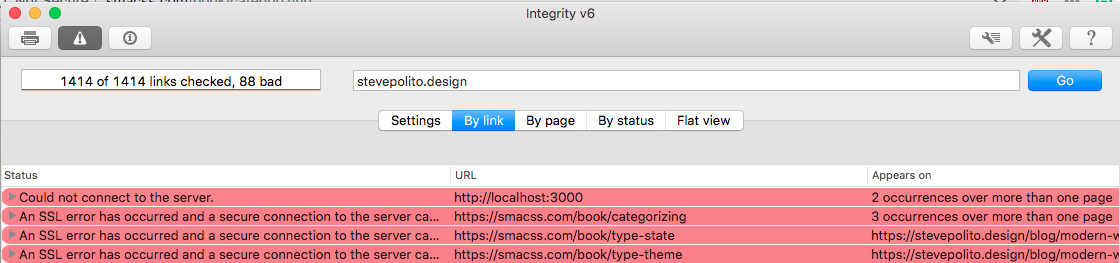 Integrity v6
1414 of 1414 links checked, 88 bad
stevepolito.design
Go
Settings
By link
By page
By status
Flat view
Status URL Appears on
Could not connect to the server. http://localhost:3000 2 occurrences over more than one page
An SSL error has occurred and a secure connection to the server ca... https://smacss.com/book/categorizing 3 occurrences over more than one page
An SSL error has occurred and a secure connection to the server ca... https://smacss.com/book/type-state https://stevepolito.design/blog/modern-w
An SSL error has occurred and a secure connection to the server ca... https://smacss.com/book/type-theme https://stevepolito.design/blog/modern-w